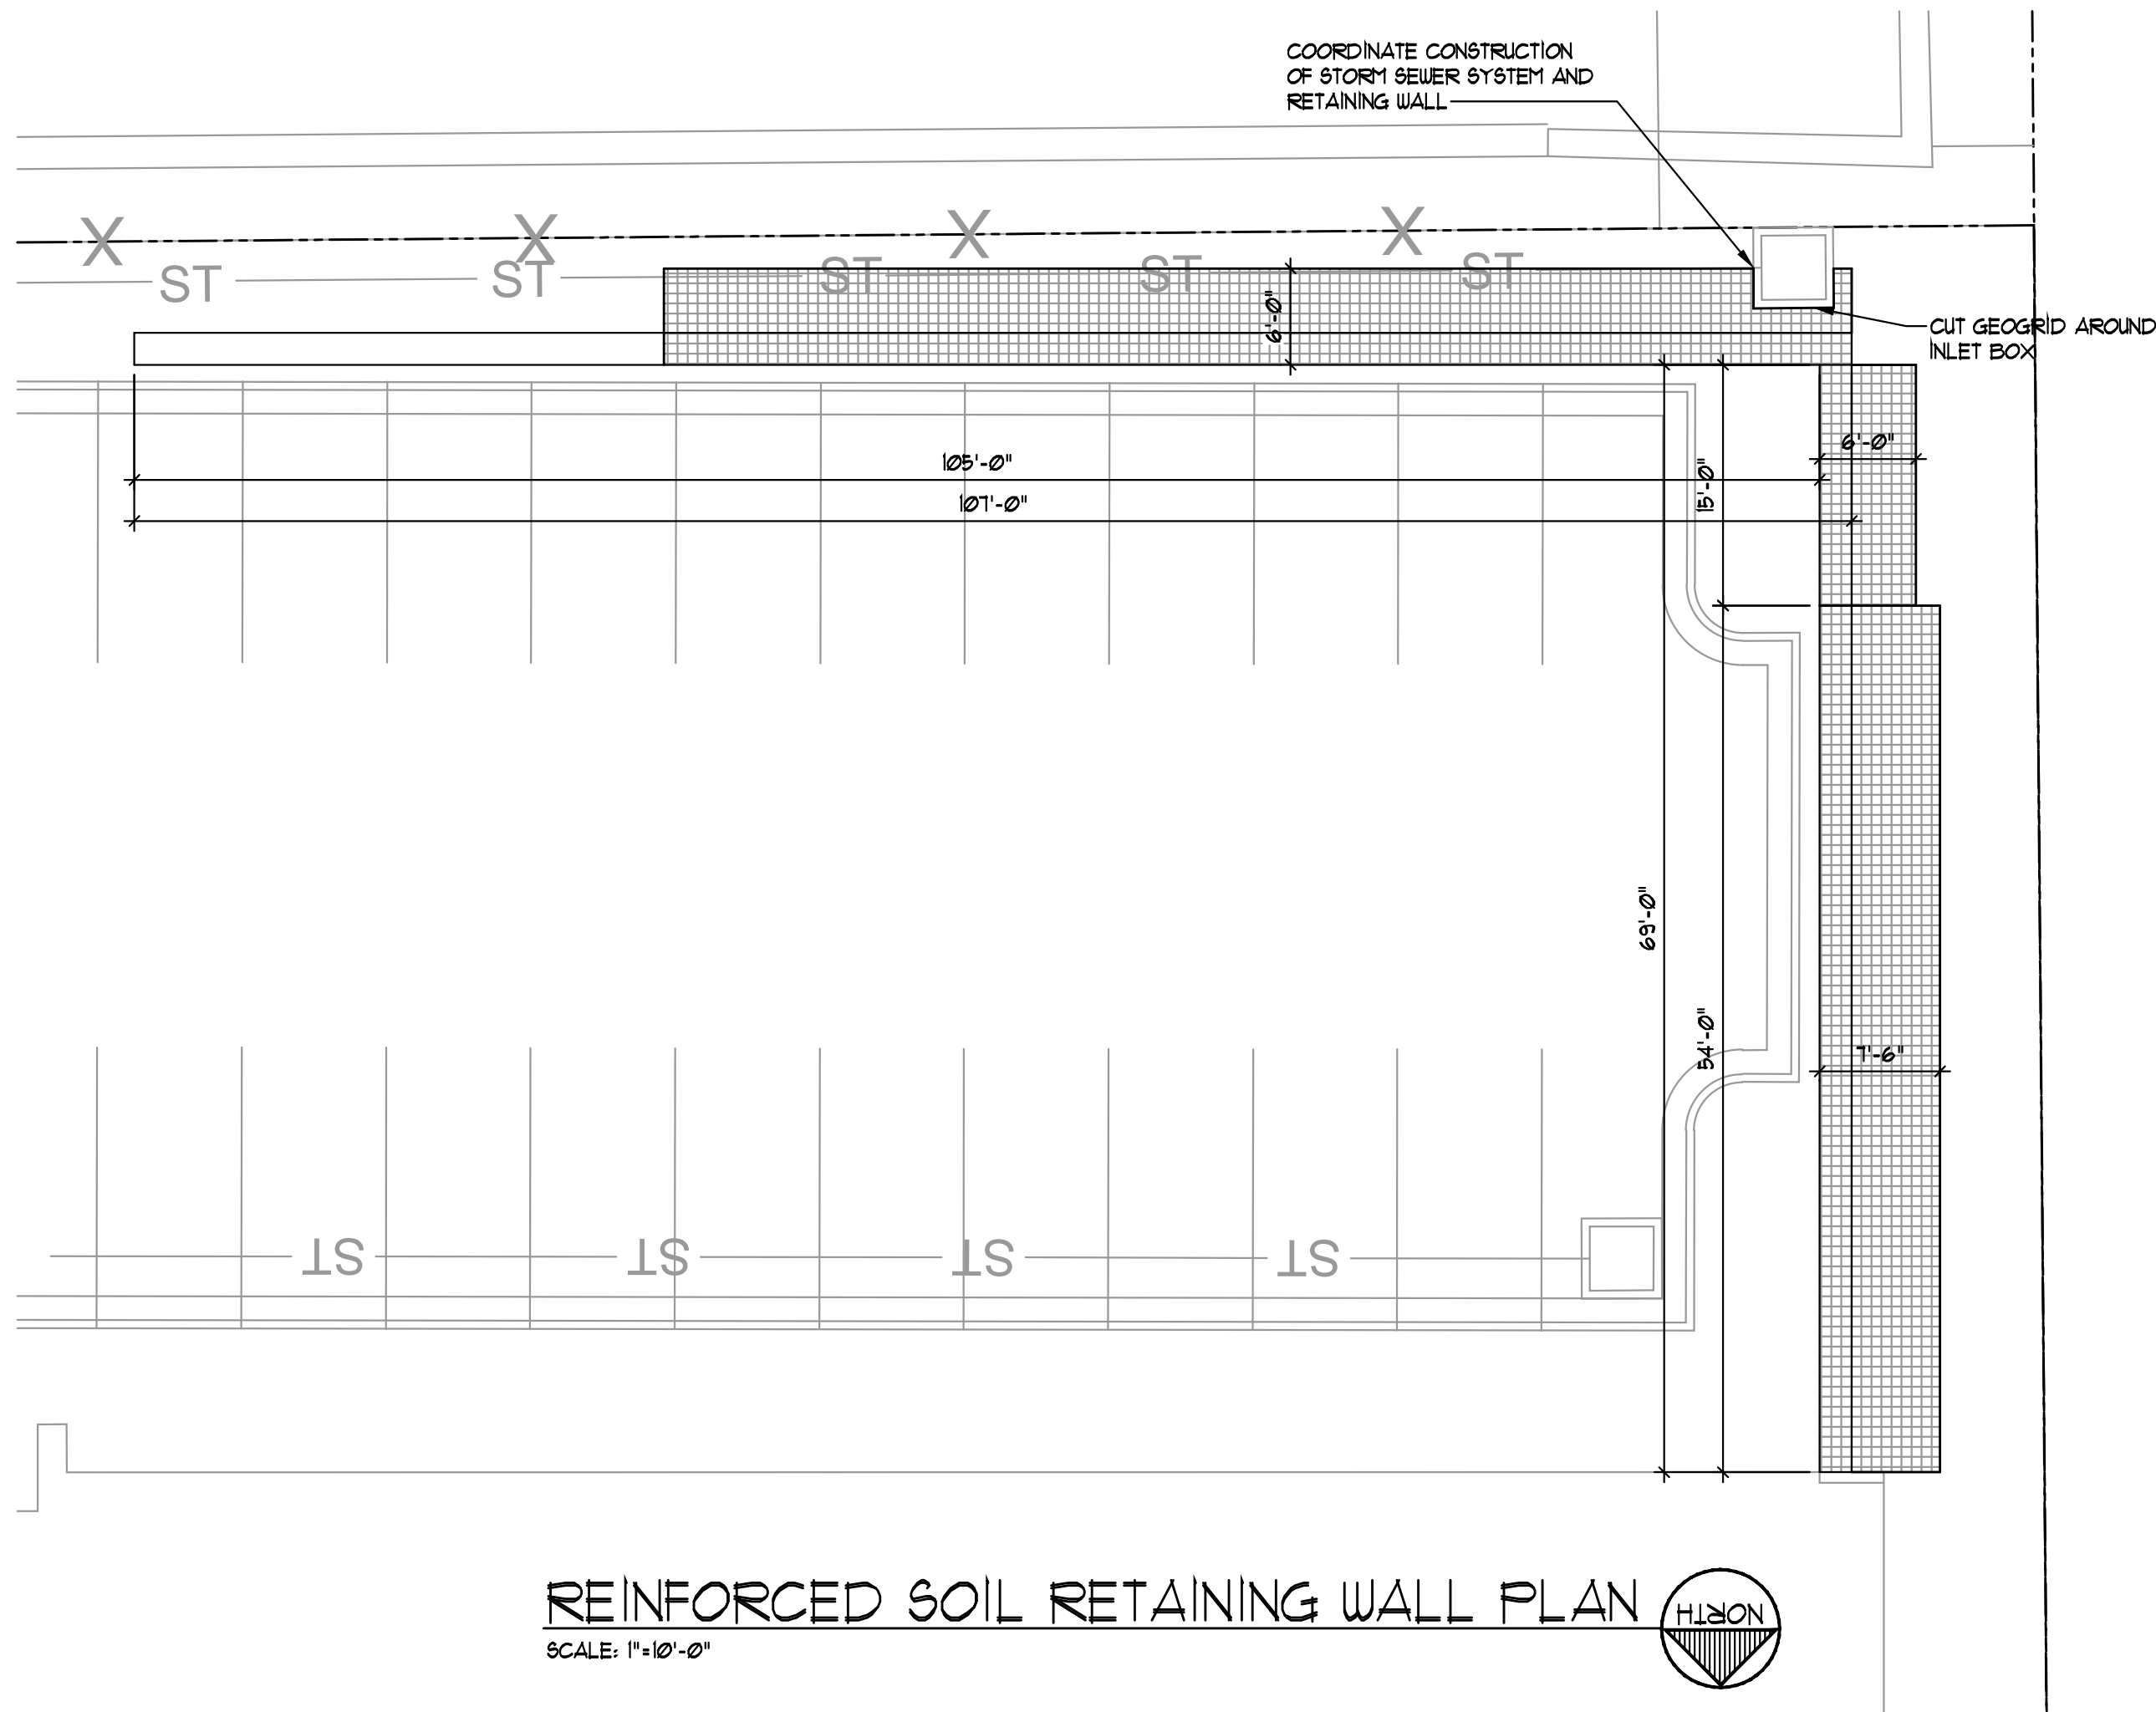 COORDINATE CONSTRUCTION
OF STORM SEWER SYSTEM AND
RETAINING WALL
X X X X
ST ST ST ST ST
6'-0"
CUT GEOGRID AROUND
INLET BOX
6'-0"
105'-0"
15'-0"
107'-0"
69'-0"
54'-0"
7'-6"
ST ST ST ST
REINFORCED SOIL RETAINING WALL PLAN
NORTH
SCALE: 1"=10'-0"